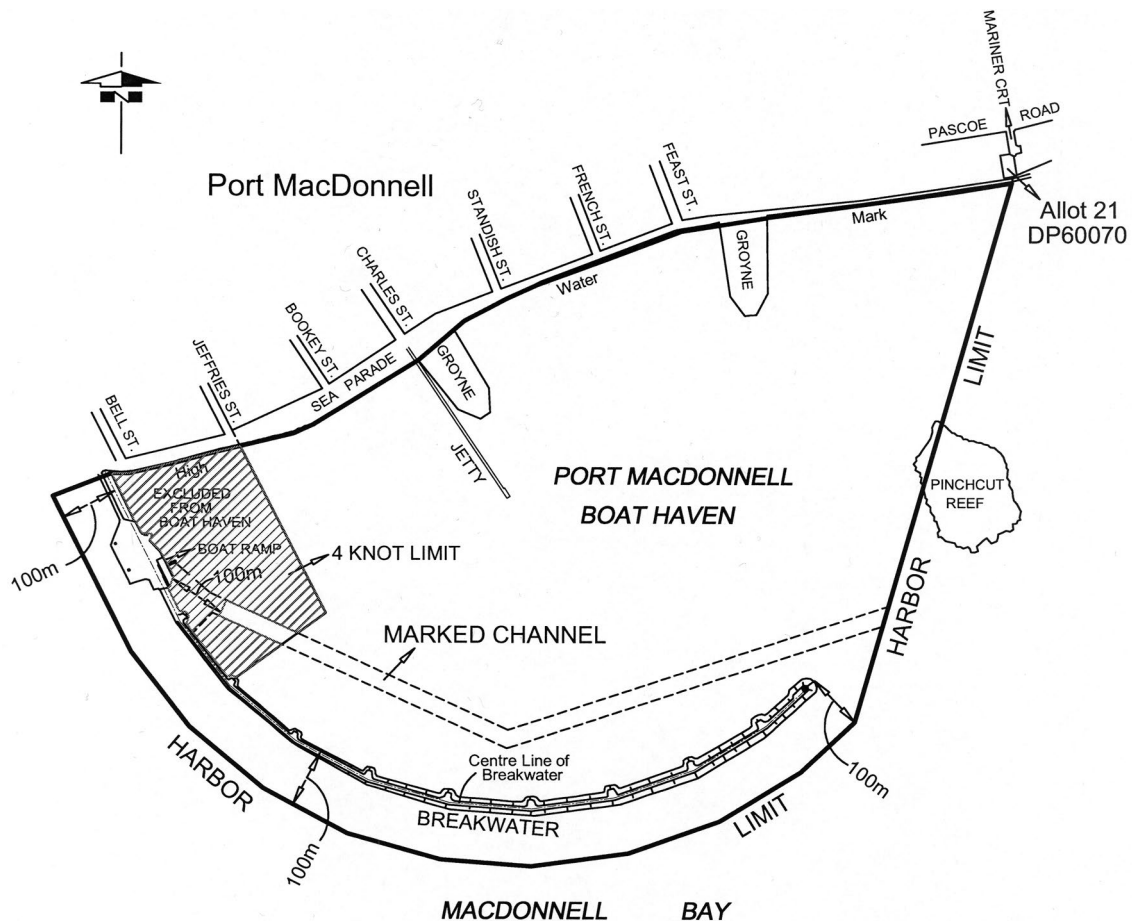 MARINER CRT
PASCOE ROAD
Port MacDonnell
FEAST ST.
FRENCH ST.
STANDISH ST.
CHARLES ST.
BOOKEY ST.
JEFFRIES ST.
BELL ST.
Allot 21
DP60070
Mark
Water
High
GROYNE
GROYNE
SEA PARADE
JETTY
LIMIT
HARBOR
PINCHCUT
REEF
PORT MACDONNELL
BOAT HAVEN
EXCLUDED
FROM
BOAT HAVEN
BOAT RAMP
100m
100m
4 KNOT LIMIT
MARKED CHANNEL
Centre Line of
Breakwater
BREAKWATER
HARBOR
LIMIT
100m
100m
MACDONNELL BAY
N